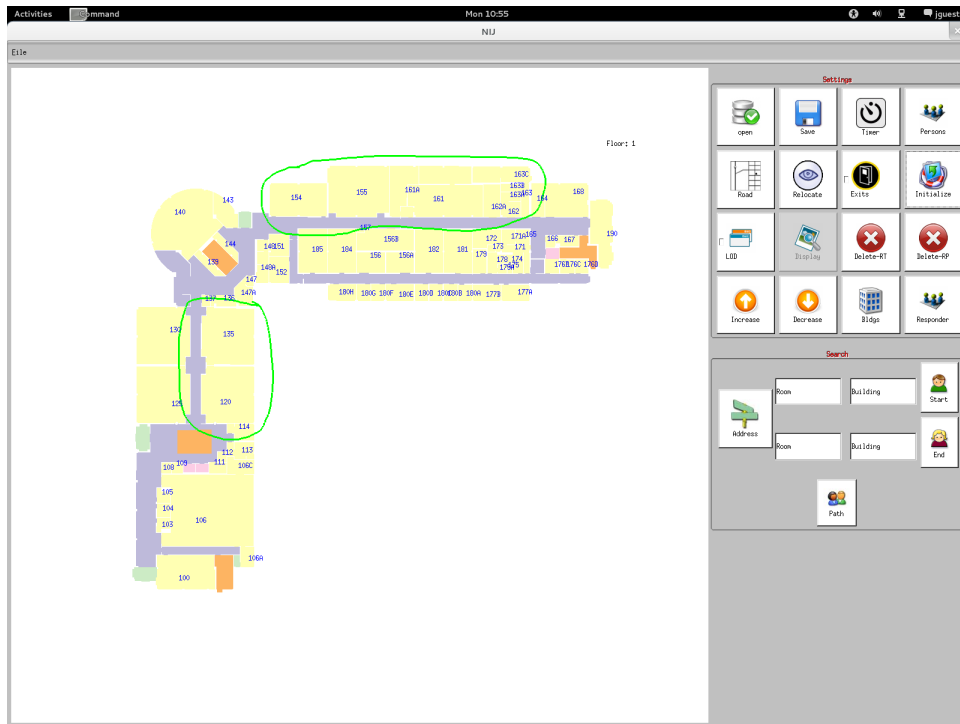 Activities Command Mon 10:55 jguest
NIJ
File
Settings
Floor: 1
open Save Timer Persons
Road Relocate Exits Initialize
LOD Display Delete-RT Delete-RP
Increase Decrease Bldgs Responder
Search
Address Room Building Start
Room Building End
Path
163C
154 155 161A 161 163B 163A 163 164 168
162A 162
140 143
157
144 148 151 185 184 156B 182 181 172 171A 165 166 167 190
139 156 156A 179 173 171
178 174
149A 152 179A 175 176C 176D
147
137 136 147A 180H 180G 180F 180E 180D 180B 180A 177B 177A
130 135
125 120
114
112 113
108 109 111 106C
105
104
103 106
106A
100